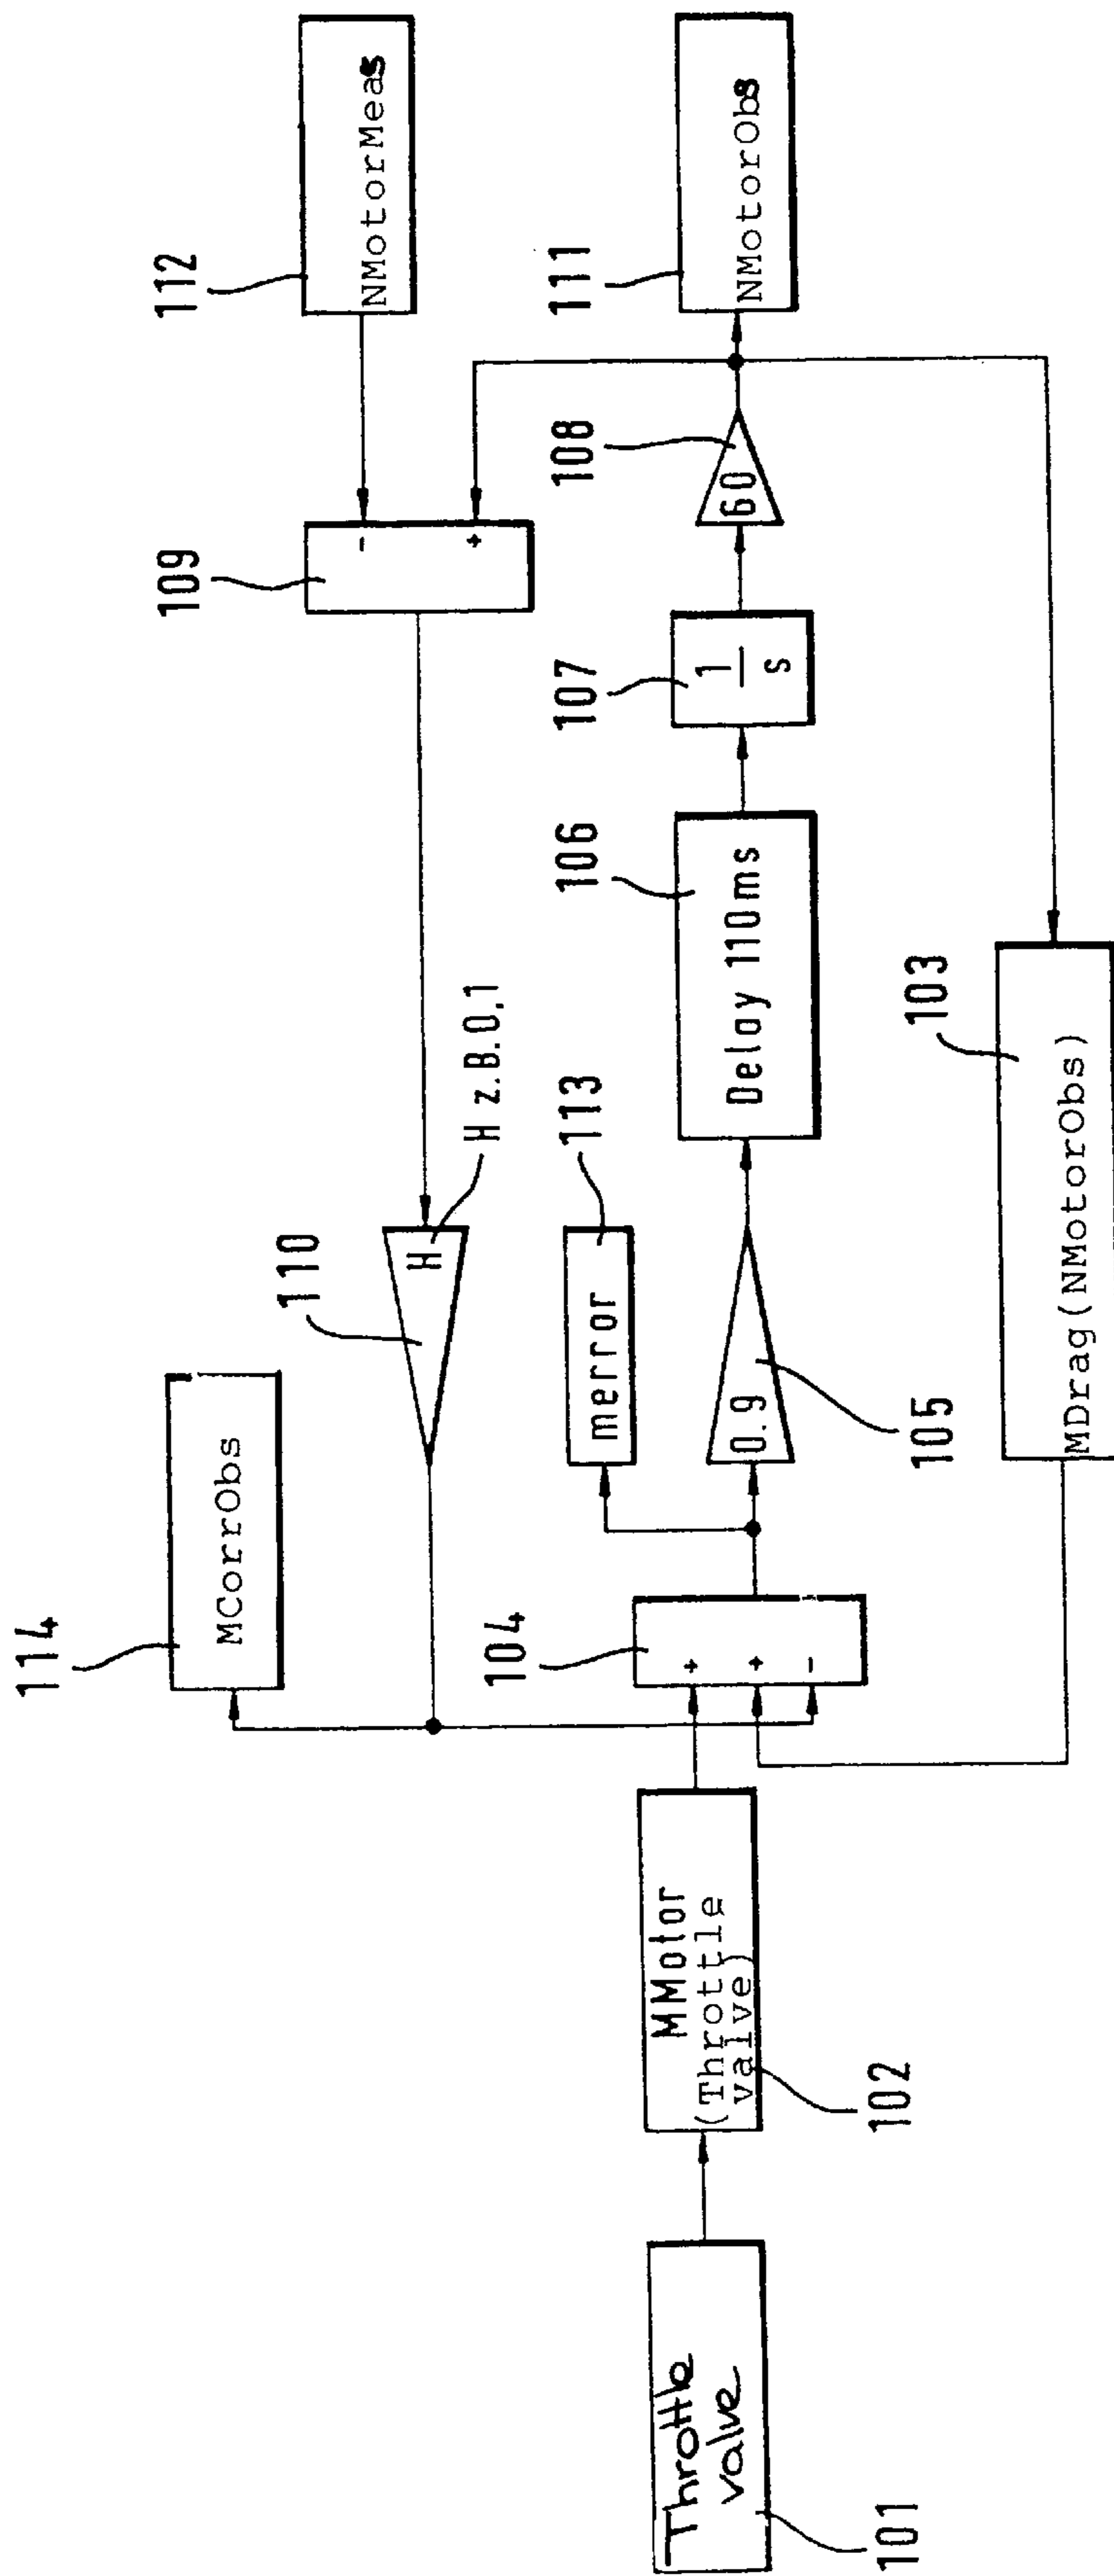 114
MCorrObs
110
H
H z.B.0,1
109
-
+
112
NMotorMeas
101
Throttle
valve
102
MMotor
(Throttle
valve)
104
+
+
-
113
merror
105
0.9
106
Delay 110ms
107
1
s
108
60
111
NMotorObs
103
MDrag(NMotorObs)